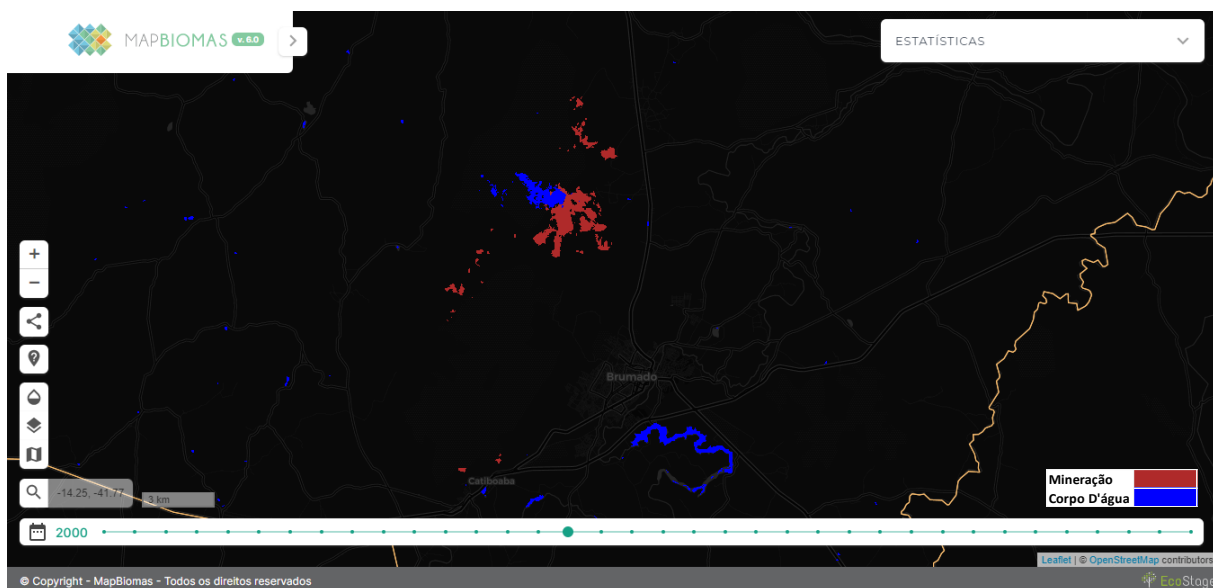 MAPBIOMAS v. 6.0
ESTATÍSTICAS
Brumado
Catiboaba
-14.25, -41.77
3 km
Mineração
Corpo D'água
2000
Leaflet | © OpenStreetMap contributors
© Copyright - MapBiomas - Todos os direitos reservados
EcoStage